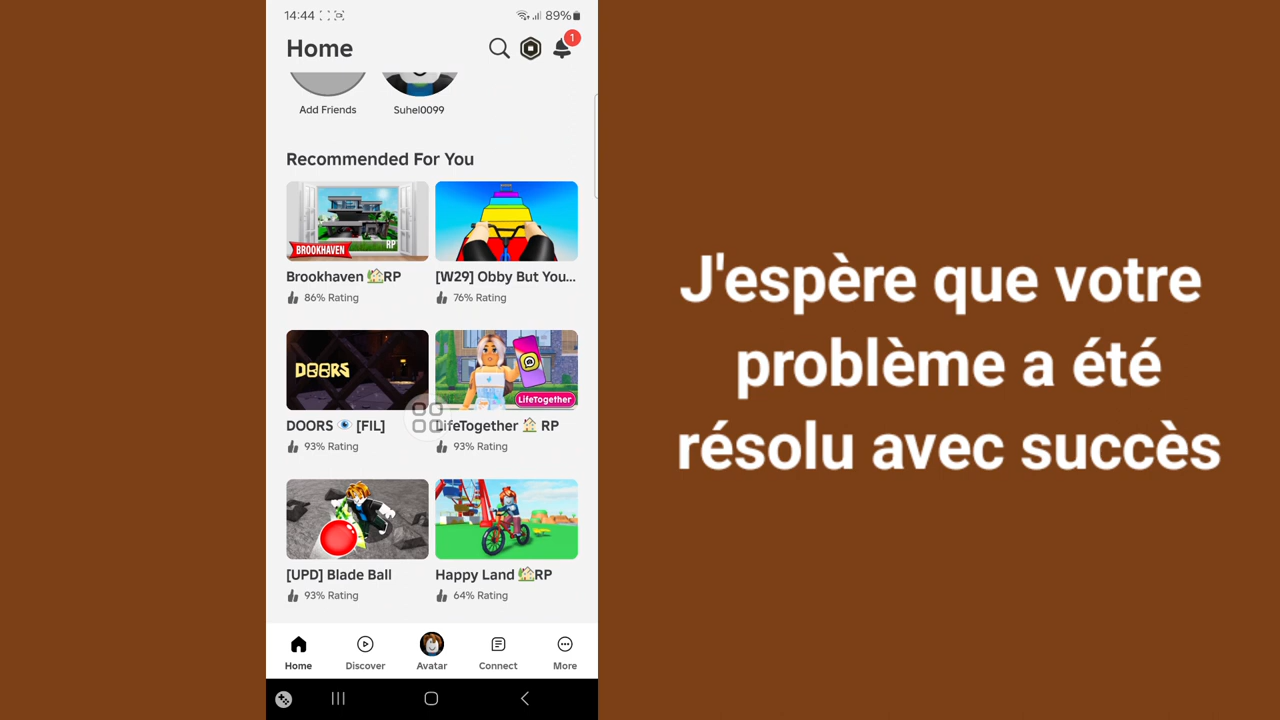 14:44
89%
Home
1
Add Friends
Suhel0099
Recommended For You
BROOKHAVEN
RP
Brookhaven 🏡RP
[W29] Obby But You...
86% Rating
76% Rating
DOORS
LifeTogether
DOORS 👁️ [FIL]
LifeTogether 🏠 RP
93% Rating
93% Rating
[UPD] Blade Ball
Happy Land 🏡RP
93% Rating
64% Rating
Home
Discover
Avatar
Connect
More
J'espère que votre
problème a été
résolu avec succès